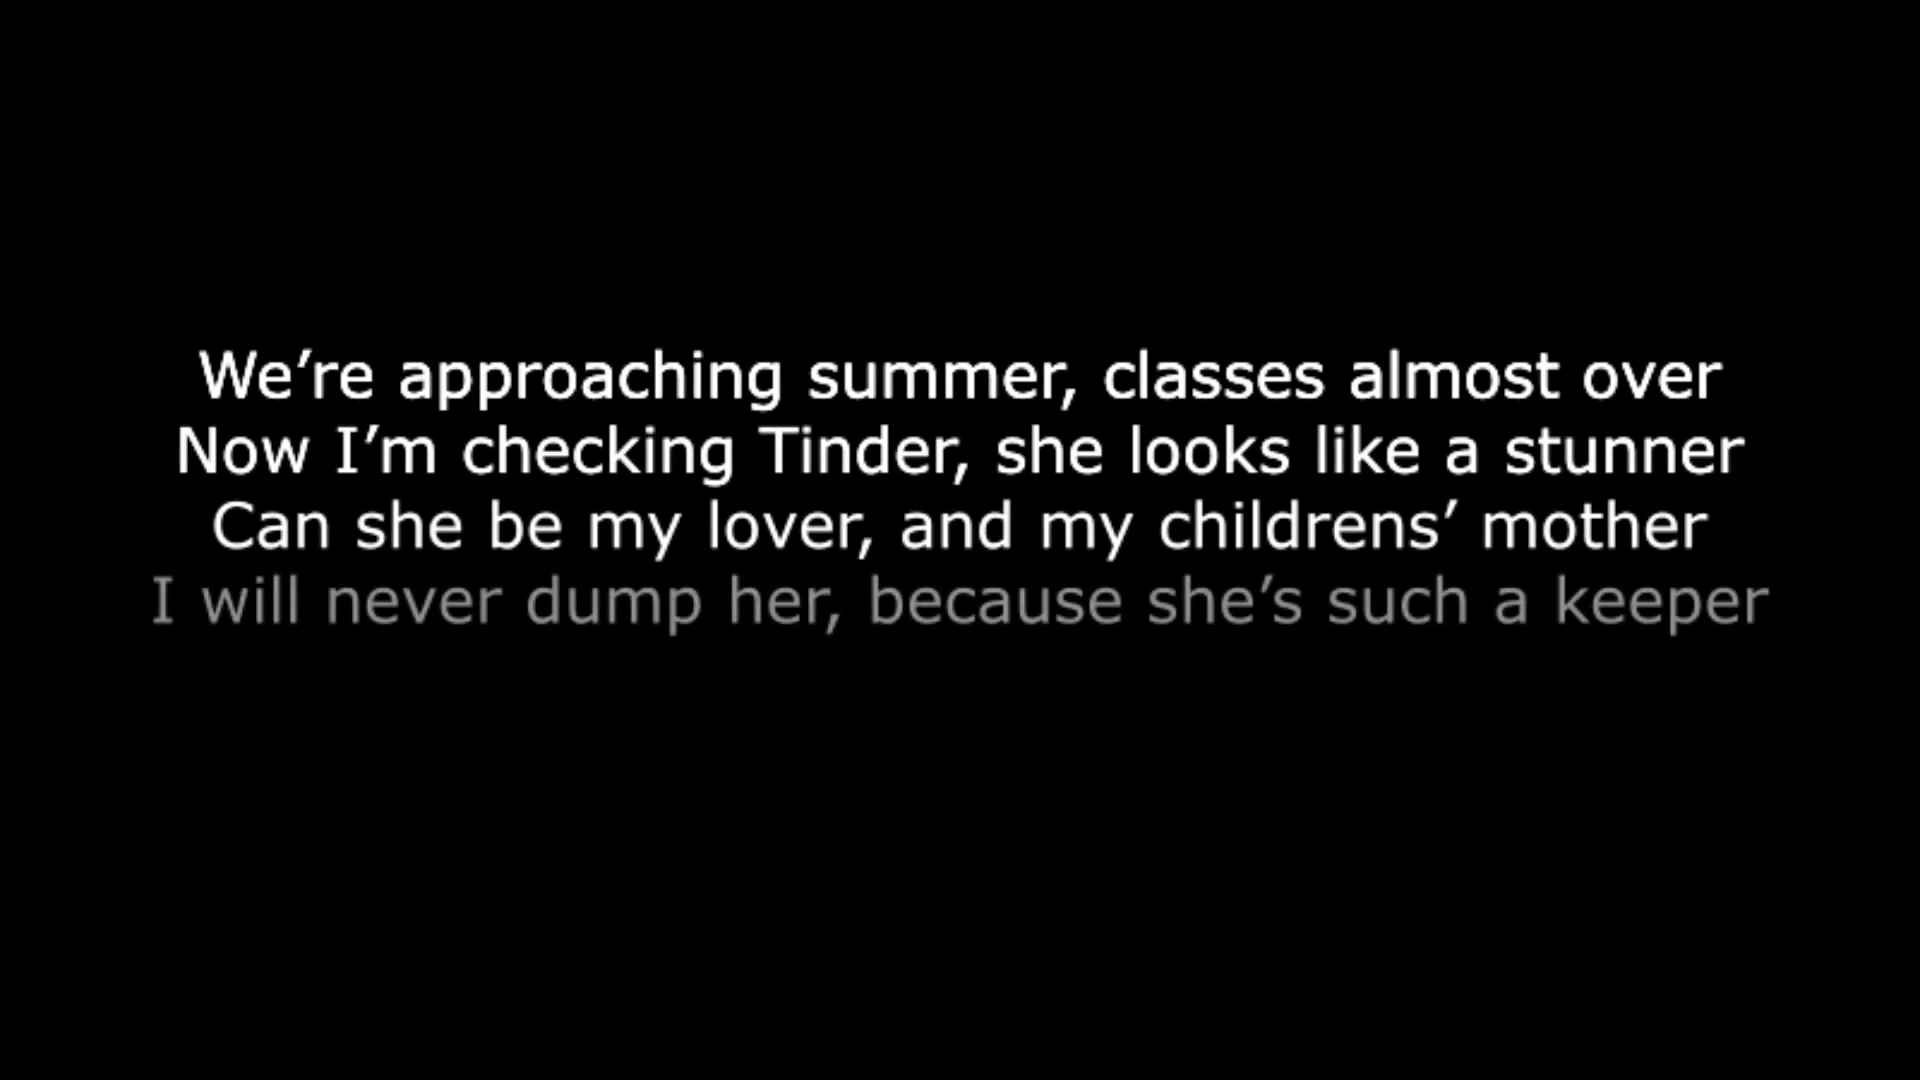 We’re approaching summer, classes almost over
Now I’m checking Tinder, she looks like a stunner
Can she be my lover, and my childrens’ mother
I will never dump her, because she’s such a keeper